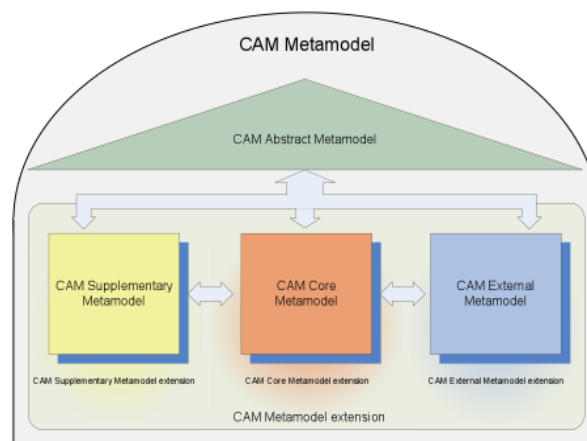 CAM Metamodel
CAM Abstract Metamodel
CAM Supplementary
Metamodel
CAM Core
Metamodel
CAM External
Metamodel
CAM Supplementary Metamodel extension
CAM Core Metamodel extension
CAM External Metamodel extension
CAM Metamodel extension